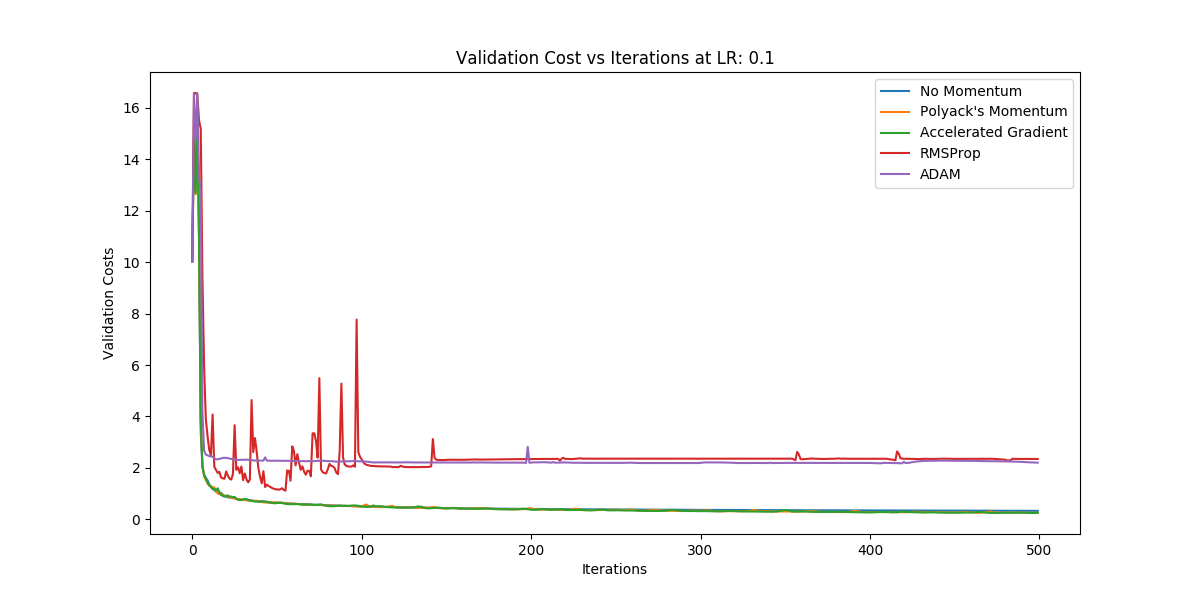 Validation Cost vs Iterations at LR: 0.1
No Momentum
Polyack's Momentum
Accelerated Gradient
RMSProp
ADAM
Validation Costs
16
14
12
10
8
6
4
2
0
0 100 200 300 400 500
Iterations